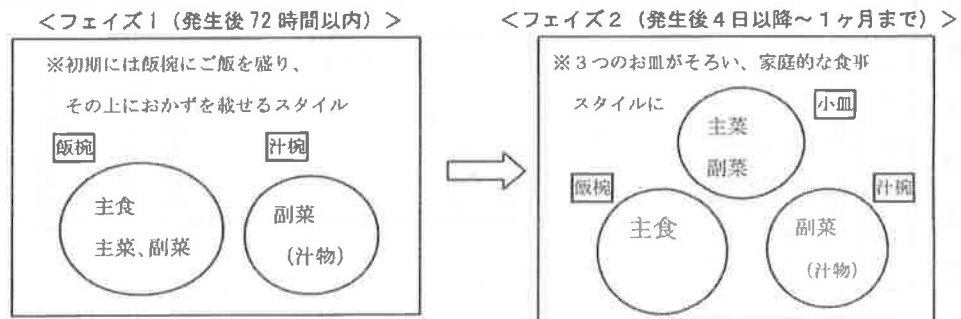 ＜フェイズ1（発生後72時間以内）＞
※初期には飯椀にご飯を盛り、
その上におかずを載せるスタイル
飯椀
汁椀
主食
主菜、副菜
副菜
（汁物）
＜フェイズ2（発生後4日以降～1ヶ月まで）＞
※3つのお皿がそろい、家庭的な食事
スタイルに
小皿
主菜
副菜
飯椀
汁椀
主食
副菜
（汁物）